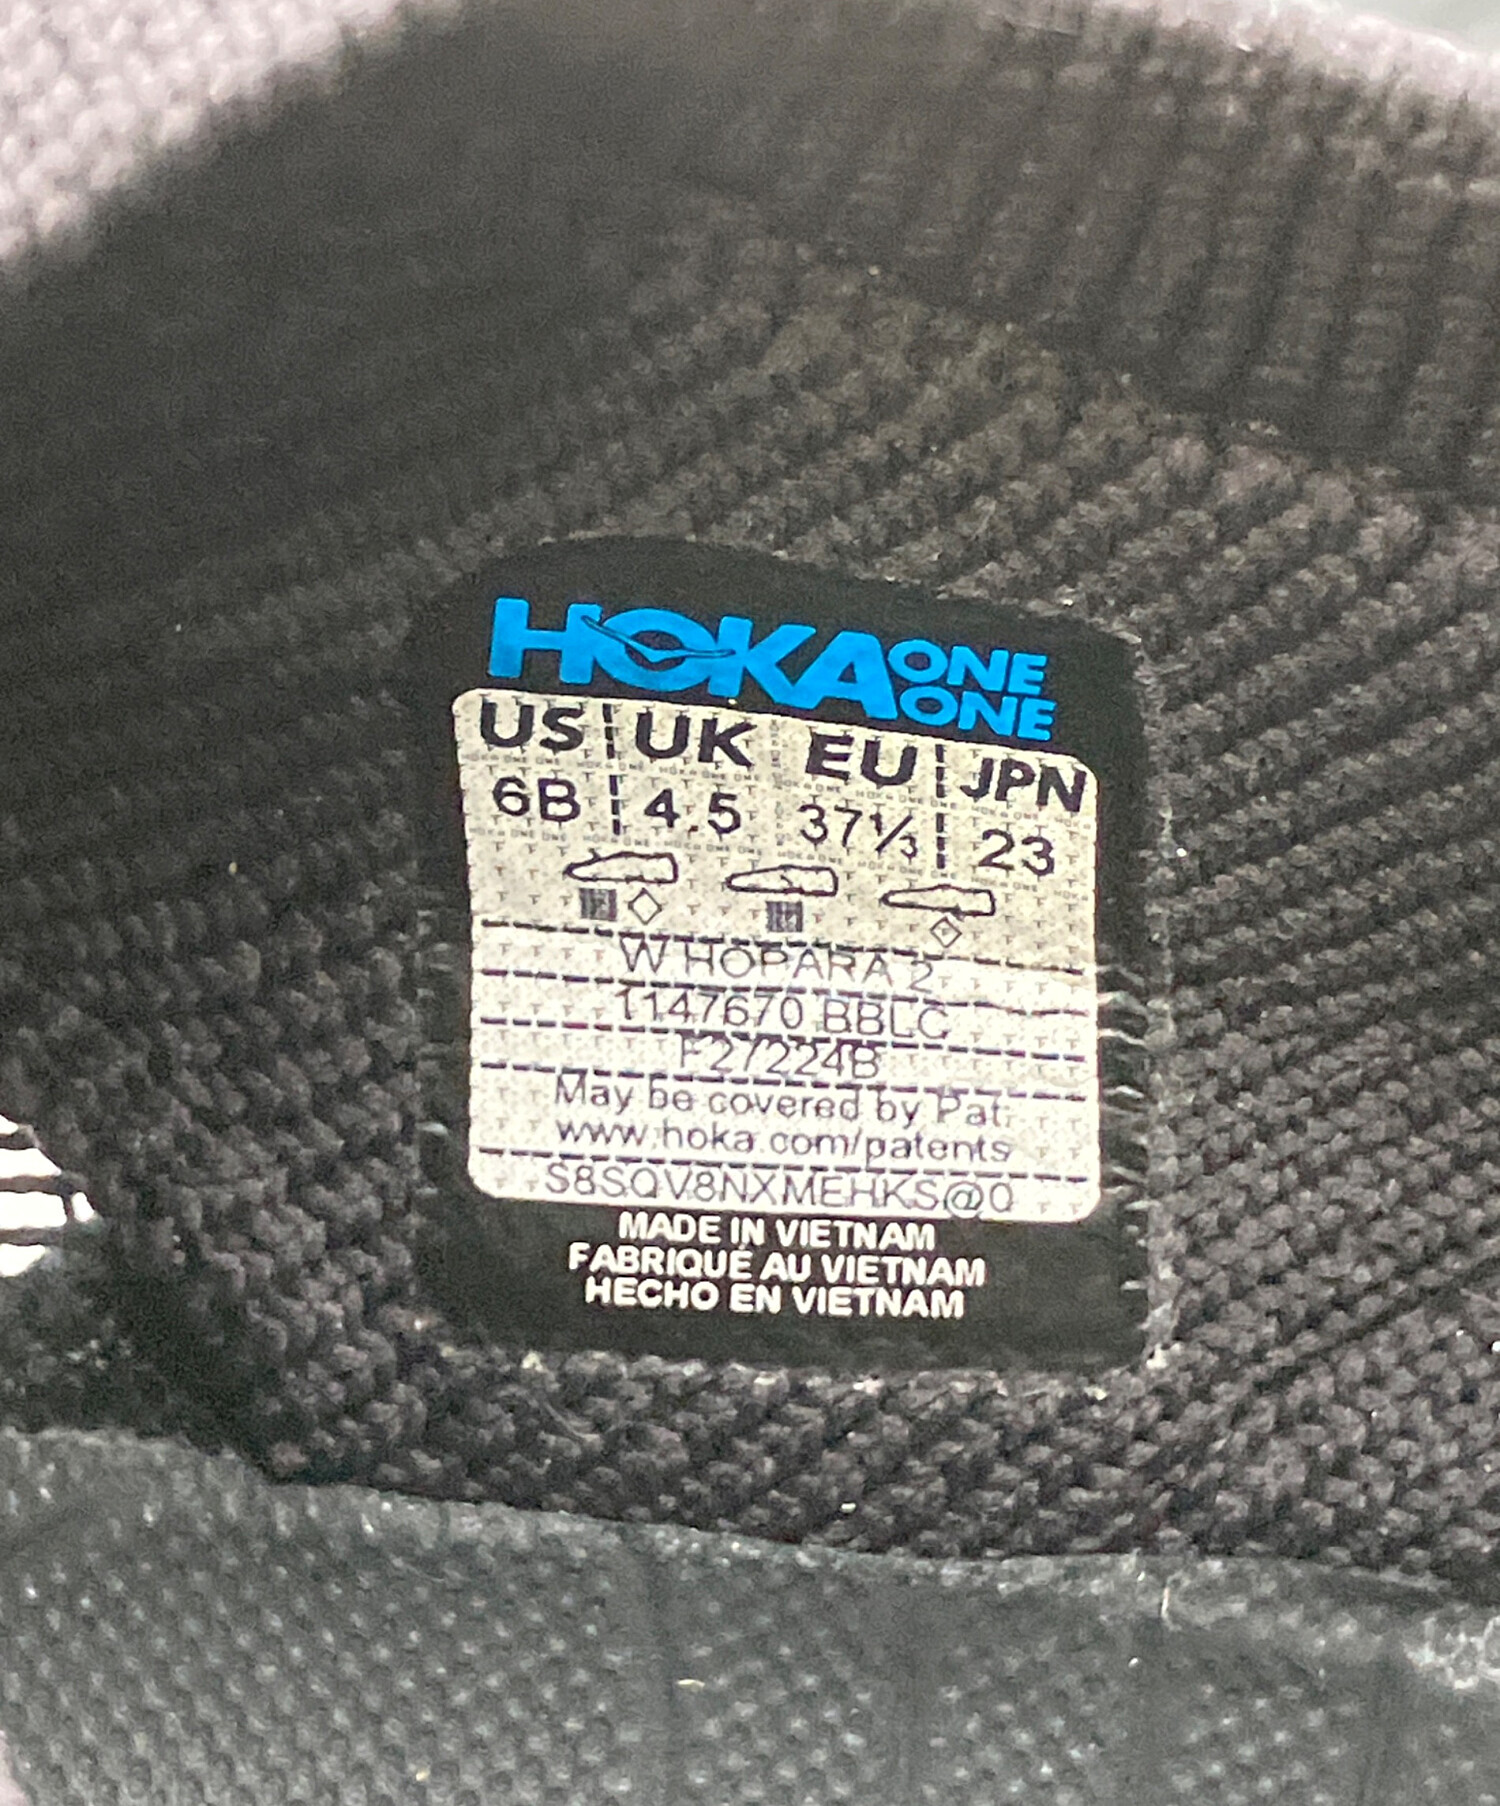 HOKA ONE ONE
US UK EU JPN
6B 4.5 37⅓ 23
W HOPARA 2
1147670 BBLC
F27224B
May be covered by Pat.
www.hoka.com/patents
S8SQV8NXMEHKS@0
MADE IN VIETNAM
FABRIQUÉ AU VIETNAM
HECHO EN VIETNAM